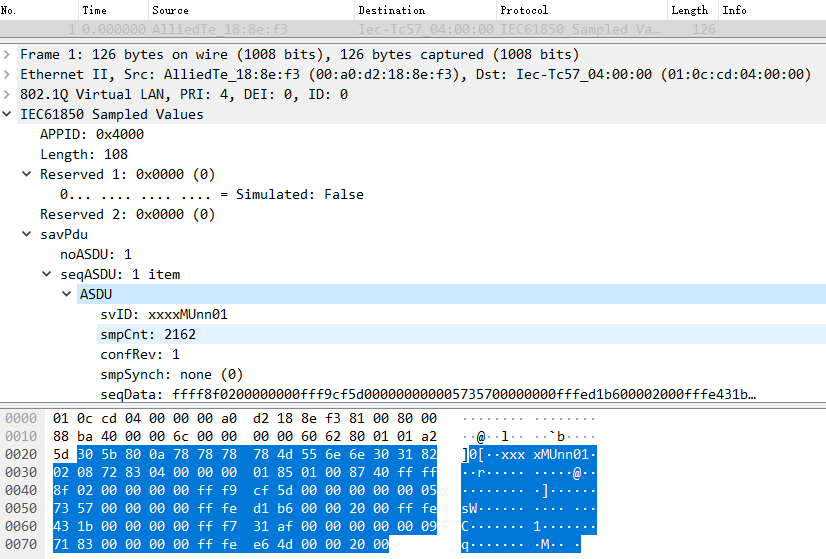 No. Time Source Destination Protocol Length Info
1 0.000000 AlliedTe_18:8e:f3 Iec-Tc57_04:00:00 IEC61850 Sampled Va… 126
Frame 1: 126 bytes on wire (1008 bits), 126 bytes captured (1008 bits)
Ethernet II, Src: AlliedTe_18:8e:f3 (00:a0:d2:18:8e:f3), Dst: Iec-Tc57_04:00:00 (01:0c:cd:04:00:00)
802.1Q Virtual LAN, PRI: 4, DEI: 0, ID: 0
IEC61850 Sampled Values
APPID: 0x4000
Length: 108
Reserved 1: 0x0000 (0)
0... .... .... .... = Simulated: False
Reserved 2: 0x0000 (0)
savPdu
noASDU: 1
seqASDU: 1 item
ASDU
svID: xxxxMUnn01
smpCnt: 2162
confRev: 1
smpSynch: none (0)
seqData: ffff8f0200000000fff9cf5d000000000005735700000000fffed1b600002000fffe431b…
0000 01 0c cd 04 00 00 00 a0 d2 18 8e f3 81 00 80 00 ········ ········
0010 88 ba 40 00 00 6c 00 00 00 00 60 62 80 01 01 a2 ··@··l·· ··`b····
0020 5d 30 5b 80 0a 78 78 78 78 4d 55 6e 6e 30 31 82 ]0[··xxx xMUnn01·
0030 02 08 72 83 04 00 00 00 01 85 01 00 87 40 ff ff ··r····· ·····@··
0040 8f 02 00 00 00 00 ff f9 cf 5d 00 00 00 00 00 05 ········ ·]······
0050 73 57 00 00 00 00 ff fe d1 b6 00 00 20 00 ff fe sW······ ···· ···
0060 43 1b 00 00 00 00 ff f7 31 af 00 00 00 00 00 09 C······· 1·······
0070 71 83 00 00 00 00 ff fe e6 4d 00 00 20 00 q······· ·M·· ·